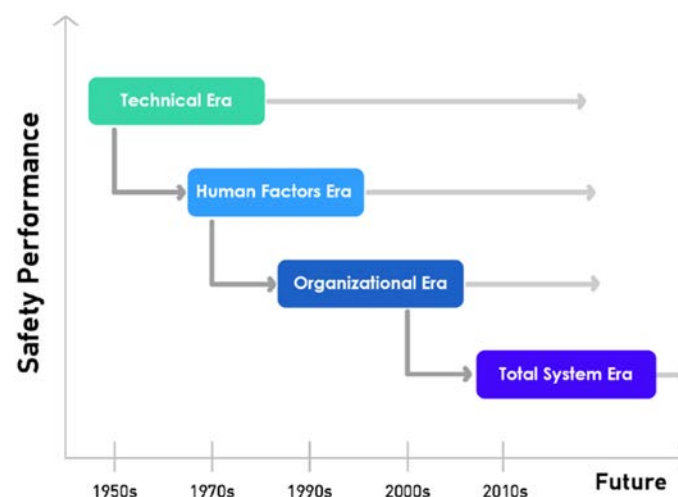 Technical Era
Human Factors Era
Organizational Era
Total System Era
Safety Performance
1950s
1970s
1990s
2000s
2010s
Future